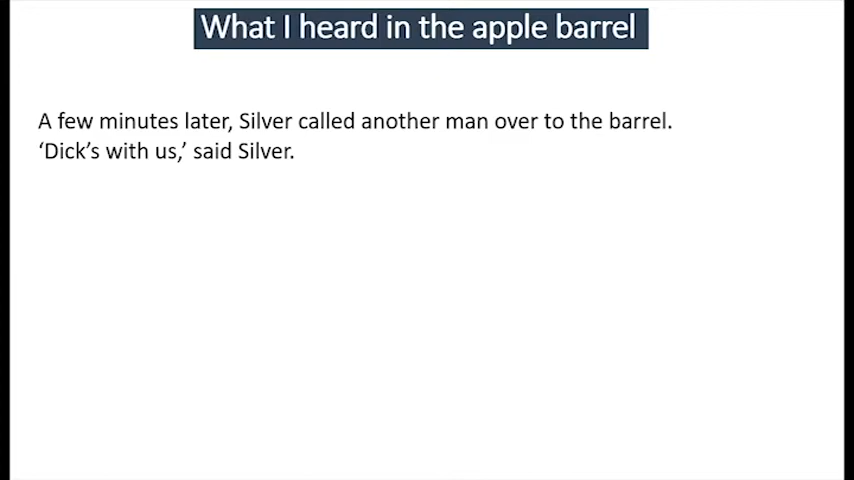 What I heard in the apple barrel
A few minutes later, Silver called another man over to the barrel.
‘Dick’s with us,’ said Silver.